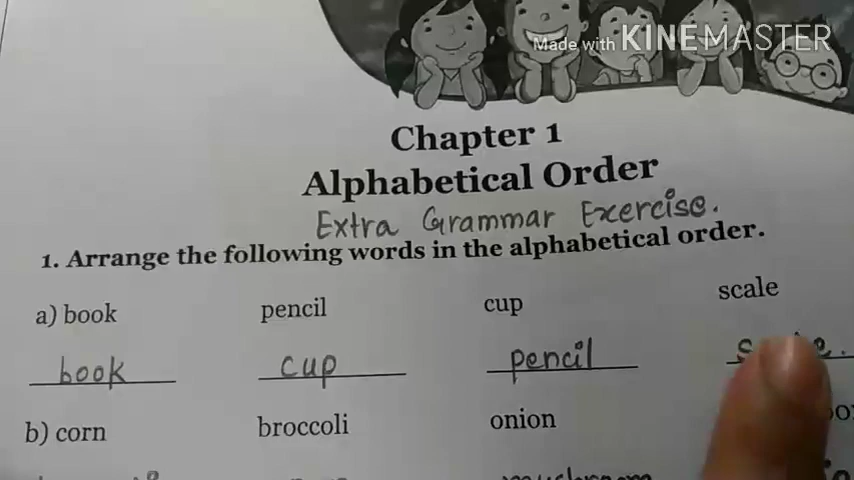 Made with KINEMASTER
Chapter 1
Alphabetical Order
Extra Grammar Exercise.
1. Arrange the following words in the alphabetical order.
a) book pencil cup scale
book cup pencil
b) corn broccoli onion